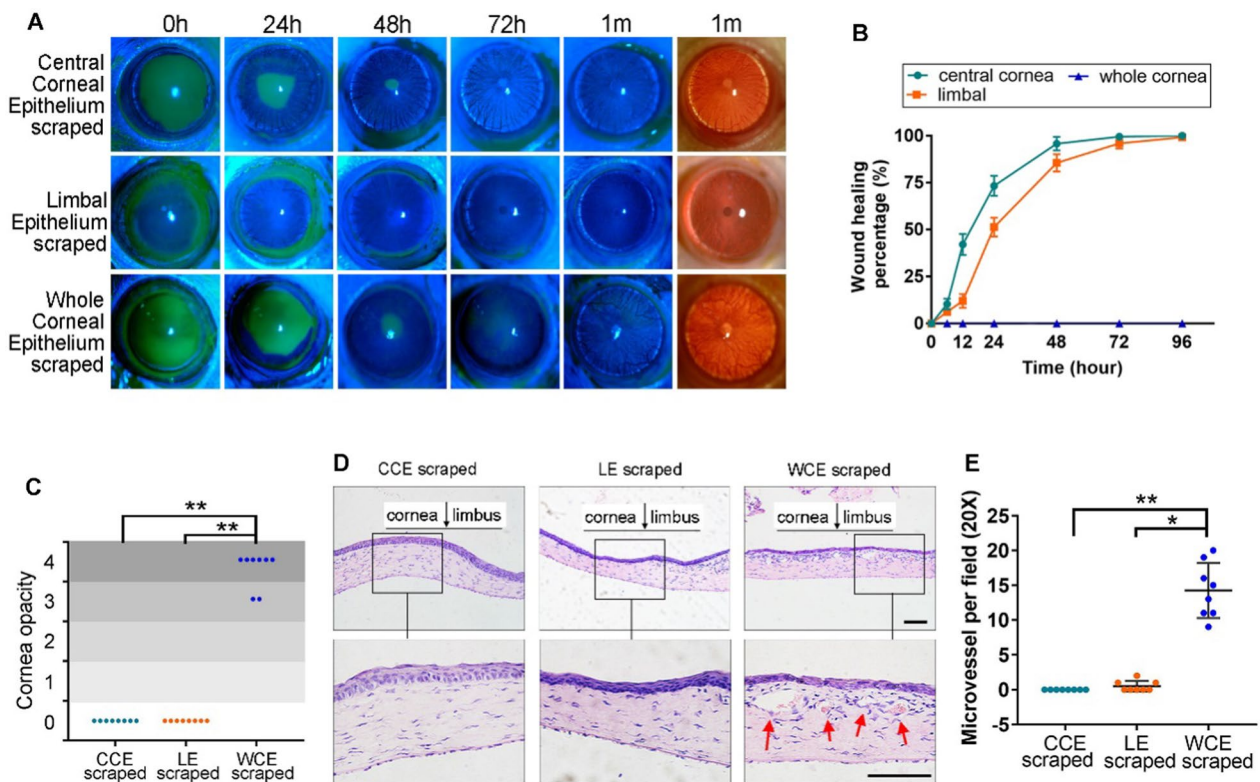 A
0h 24h 48h 72h 1m 1m
Central
Corneal
Epithelium
scraped
Limbal
Epithelium
scraped
Whole
Corneal
Epithelium
scraped
B
central cornea whole cornea
limbal
Wound healing
percentage (%)
100
75
50
25
0
0 12 24 48 72 96
Time (hour)
C
** 
**
Cornea opacity
4
3
2
1
0
CCE
scraped
LE
scraped
WCE
scraped
D
CCE scraped LE scraped WCE scraped
cornea limbus
cornea limbus
cornea limbus
E
**
*
Microvessel per field (20X)
25
20
15
10
5
0
-5
CCE
scraped
LE
scraped
WCE
scraped